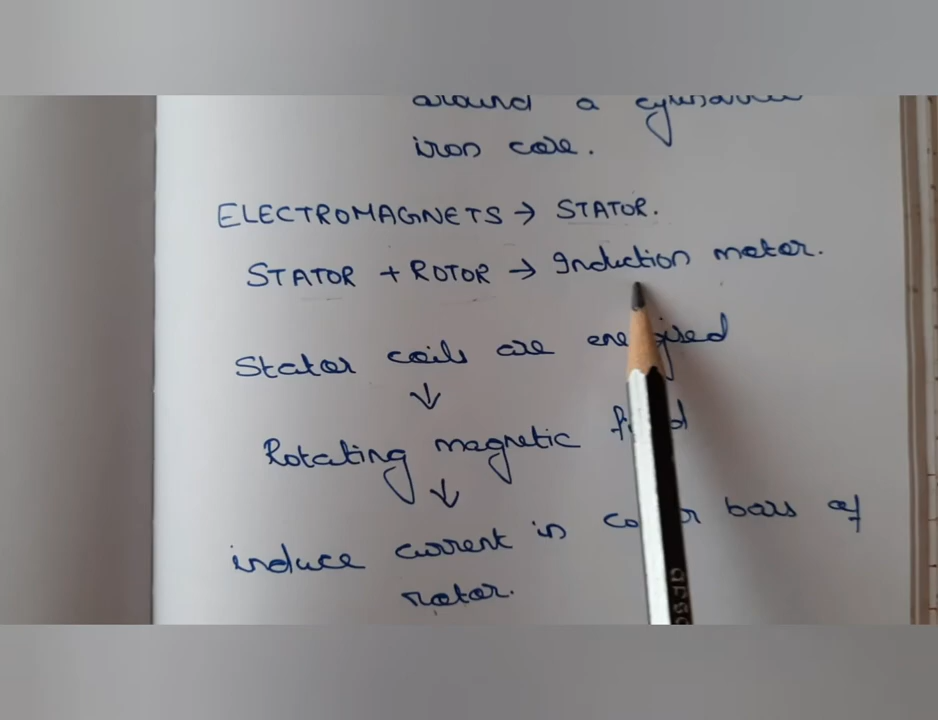 around a
iron core.
ELECTROMAGNETS → STATOR.
STATOR + ROTOR → Induction motor.
Stator coils are
↓
Rotating magnetic
↓
induce current in bars of
rotor.